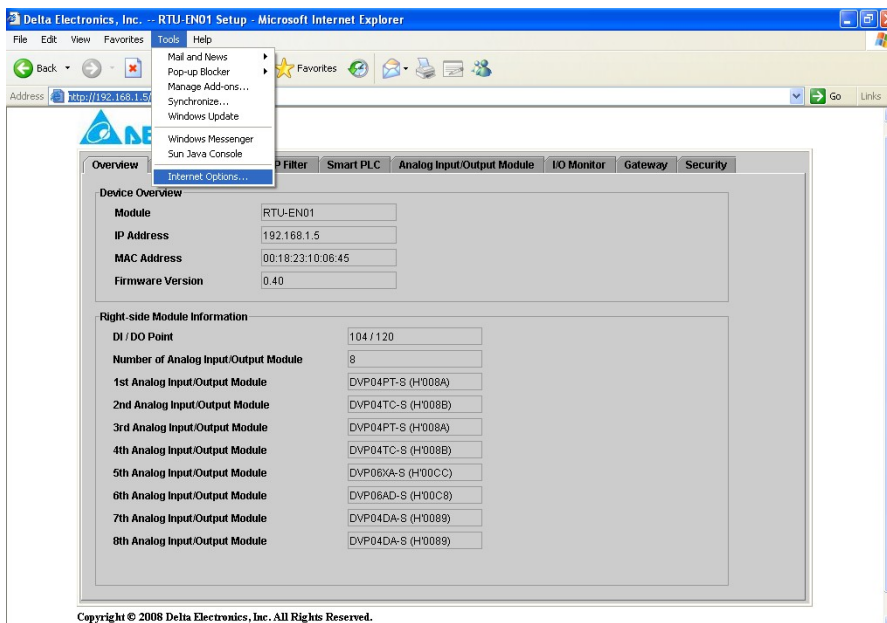 Delta Electronics, Inc. -- RTU-EN01 Setup - Microsoft Internet Explorer
File Edit View Favorites Tools Help
Back Favorites
Address http://192.168.1.5/ Go Links
Mail and News
Pop-up Blocker
Manage Add-ons...
Synchronize...
Windows Update
Windows Messenger
Sun Java Console
Internet Options...
Overview Filter Smart PLC Analog Input/Output Module I/O Monitor Gateway Security
Device Overview
Module RTU-EN01
IP Address 192.168.1.5
MAC Address 00:18:23:10:06:45
Firmware Version 0.40
Right-side Module Information
DI / DO Point 104 / 120
Number of Analog Input/Output Module 8
1st Analog Input/Output Module DVP04PT-S (H'008A)
2nd Analog Input/Output Module DVP04TC-S (H'008B)
3rd Analog Input/Output Module DVP04PT-S (H'008A)
4th Analog Input/Output Module DVP04TC-S (H'008B)
5th Analog Input/Output Module DVP06XA-S (H'00CC)
6th Analog Input/Output Module DVP06AD-S (H'00C8)
7th Analog Input/Output Module DVP04DA-S (H'0089)
8th Analog Input/Output Module DVP04DA-S (H'0089)
Copyright © 2008 Delta Electronics, Inc. All Rights Reserved.